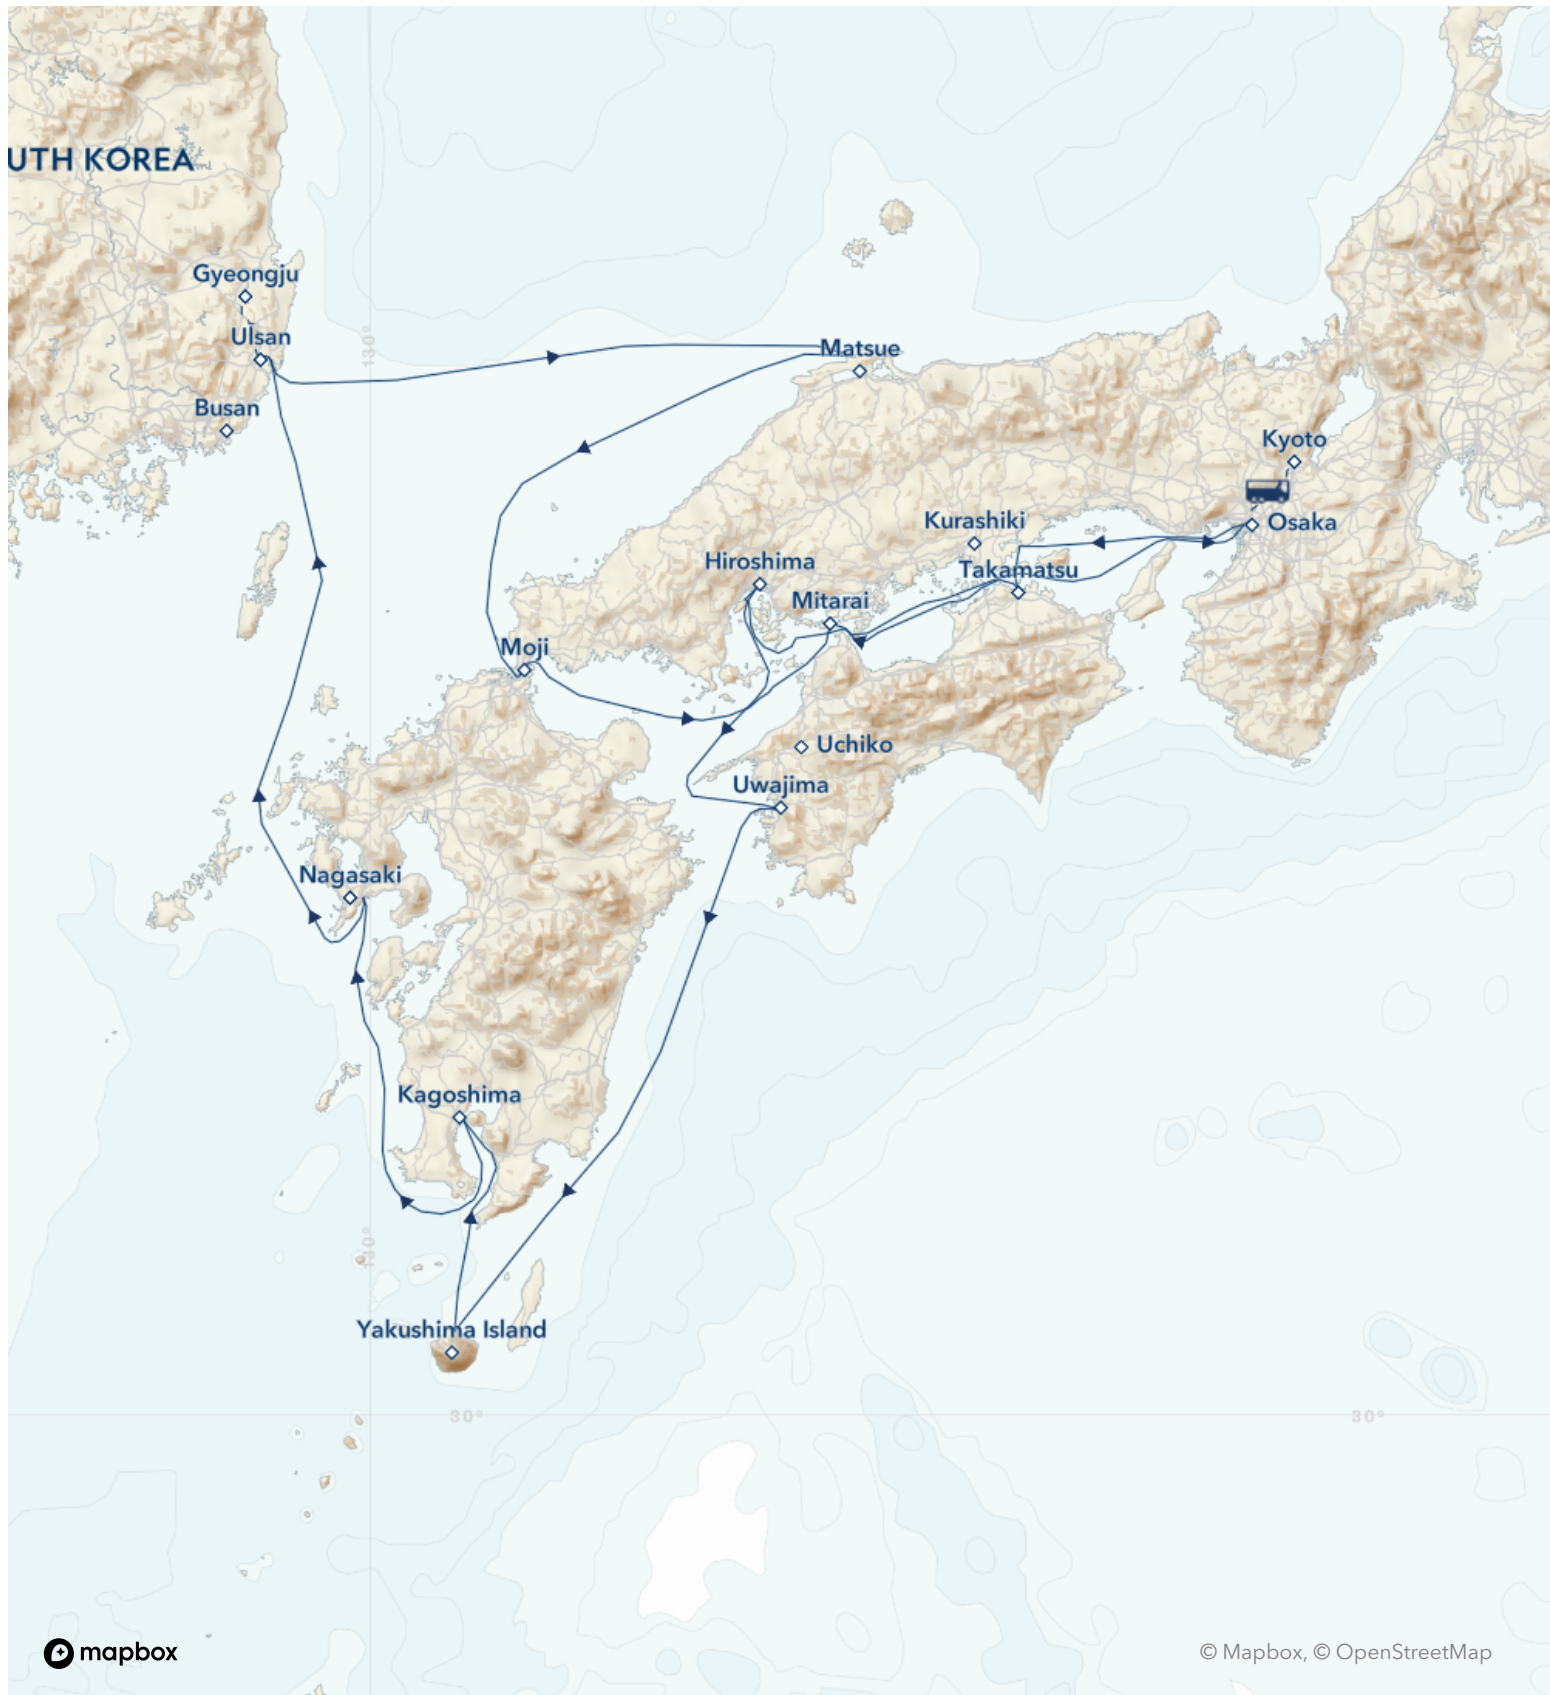 UTH KOREA
Gyeongju
Ulsan
130°
Matsue
Busan
Kyoto
Kurashiki
Osaka
Hiroshima
Takamatsu
Mitarai
Moji
Uchiko
Uwajima
Nagasaki
Kagoshima
130°
Yakushima Island
30°
30°
mapbox
© Mapbox, © OpenStreetMap